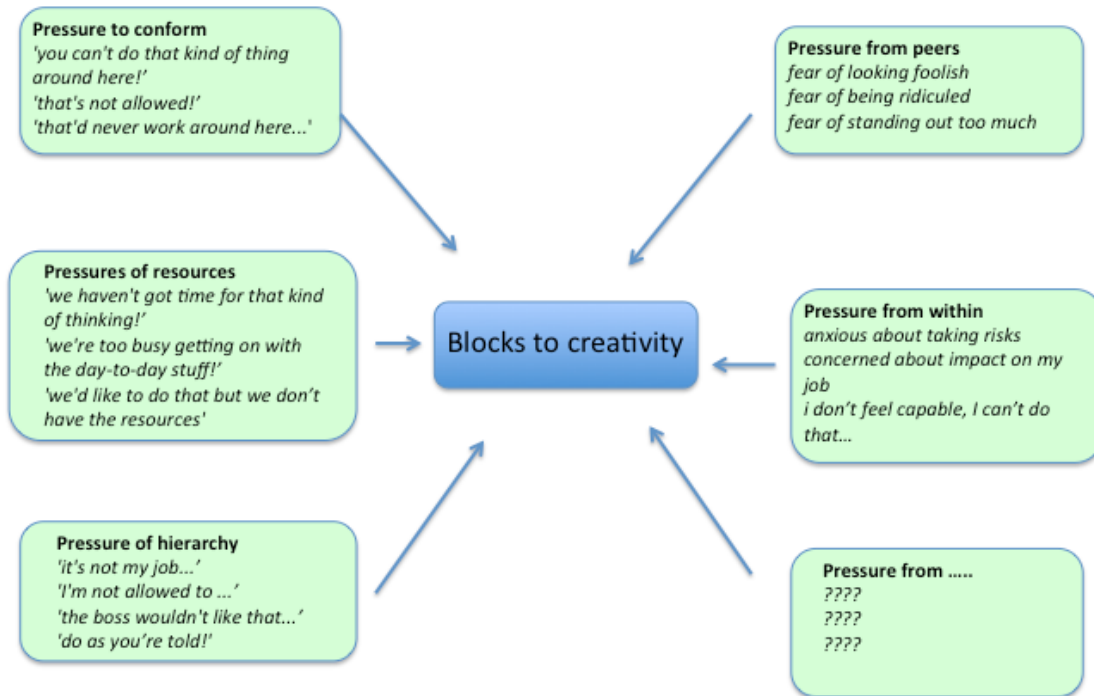 Pressure to conform
'you can't do that kind of thing
around here!’
'that's not allowed!’
'that'd never work around here...'
Pressure from peers
fear of looking foolish
fear of being ridiculed
fear of standing out too much
Pressures of resources
'we haven't got time for that kind
of thinking!’
'we're too busy getting on with
the day-to-day stuff!’
'we'd like to do that but we don’t
have the resources'
Blocks to creativity
Pressure from within
anxious about taking risks
concerned about impact on my
job
i don’t feel capable, I can’t do
that…
Pressure of hierarchy
'it's not my job...’
'I'm not allowed to ...’
'the boss wouldn't like that...’
'do as you’re told!'
Pressure from .....
????
????
????